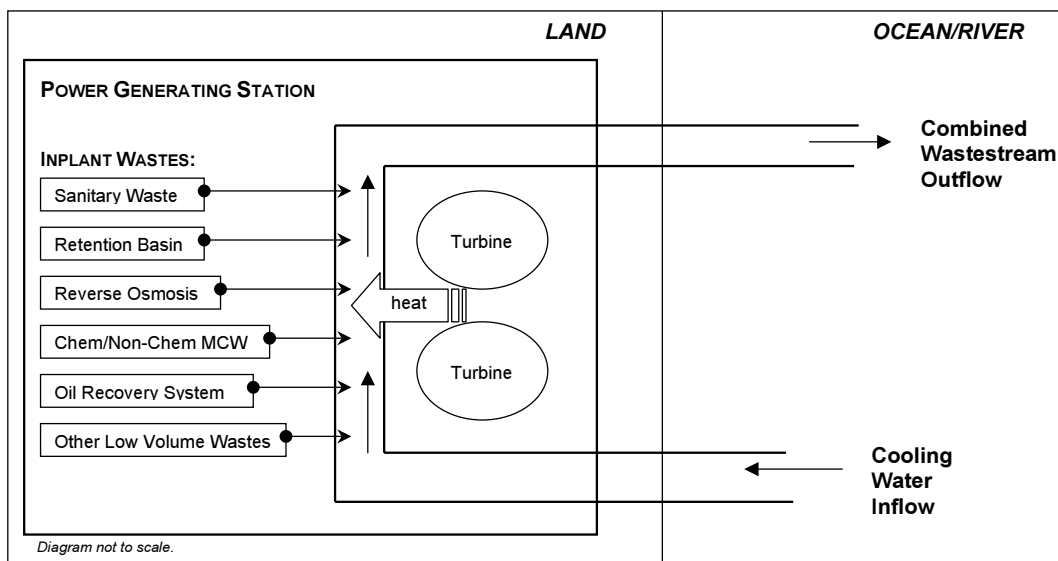 LAND
OCEAN/RIVER
POWER GENERATING STATION
INPLANT WASTES:
Sanitary Waste
Retention Basin
Reverse Osmosis
Chem/Non-Chem MCW
Oil Recovery System
Other Low Volume Wastes
heat
Turbine
Turbine
Combined
Wastestream
Outflow
Cooling
Water
Inflow
Diagram not to scale.